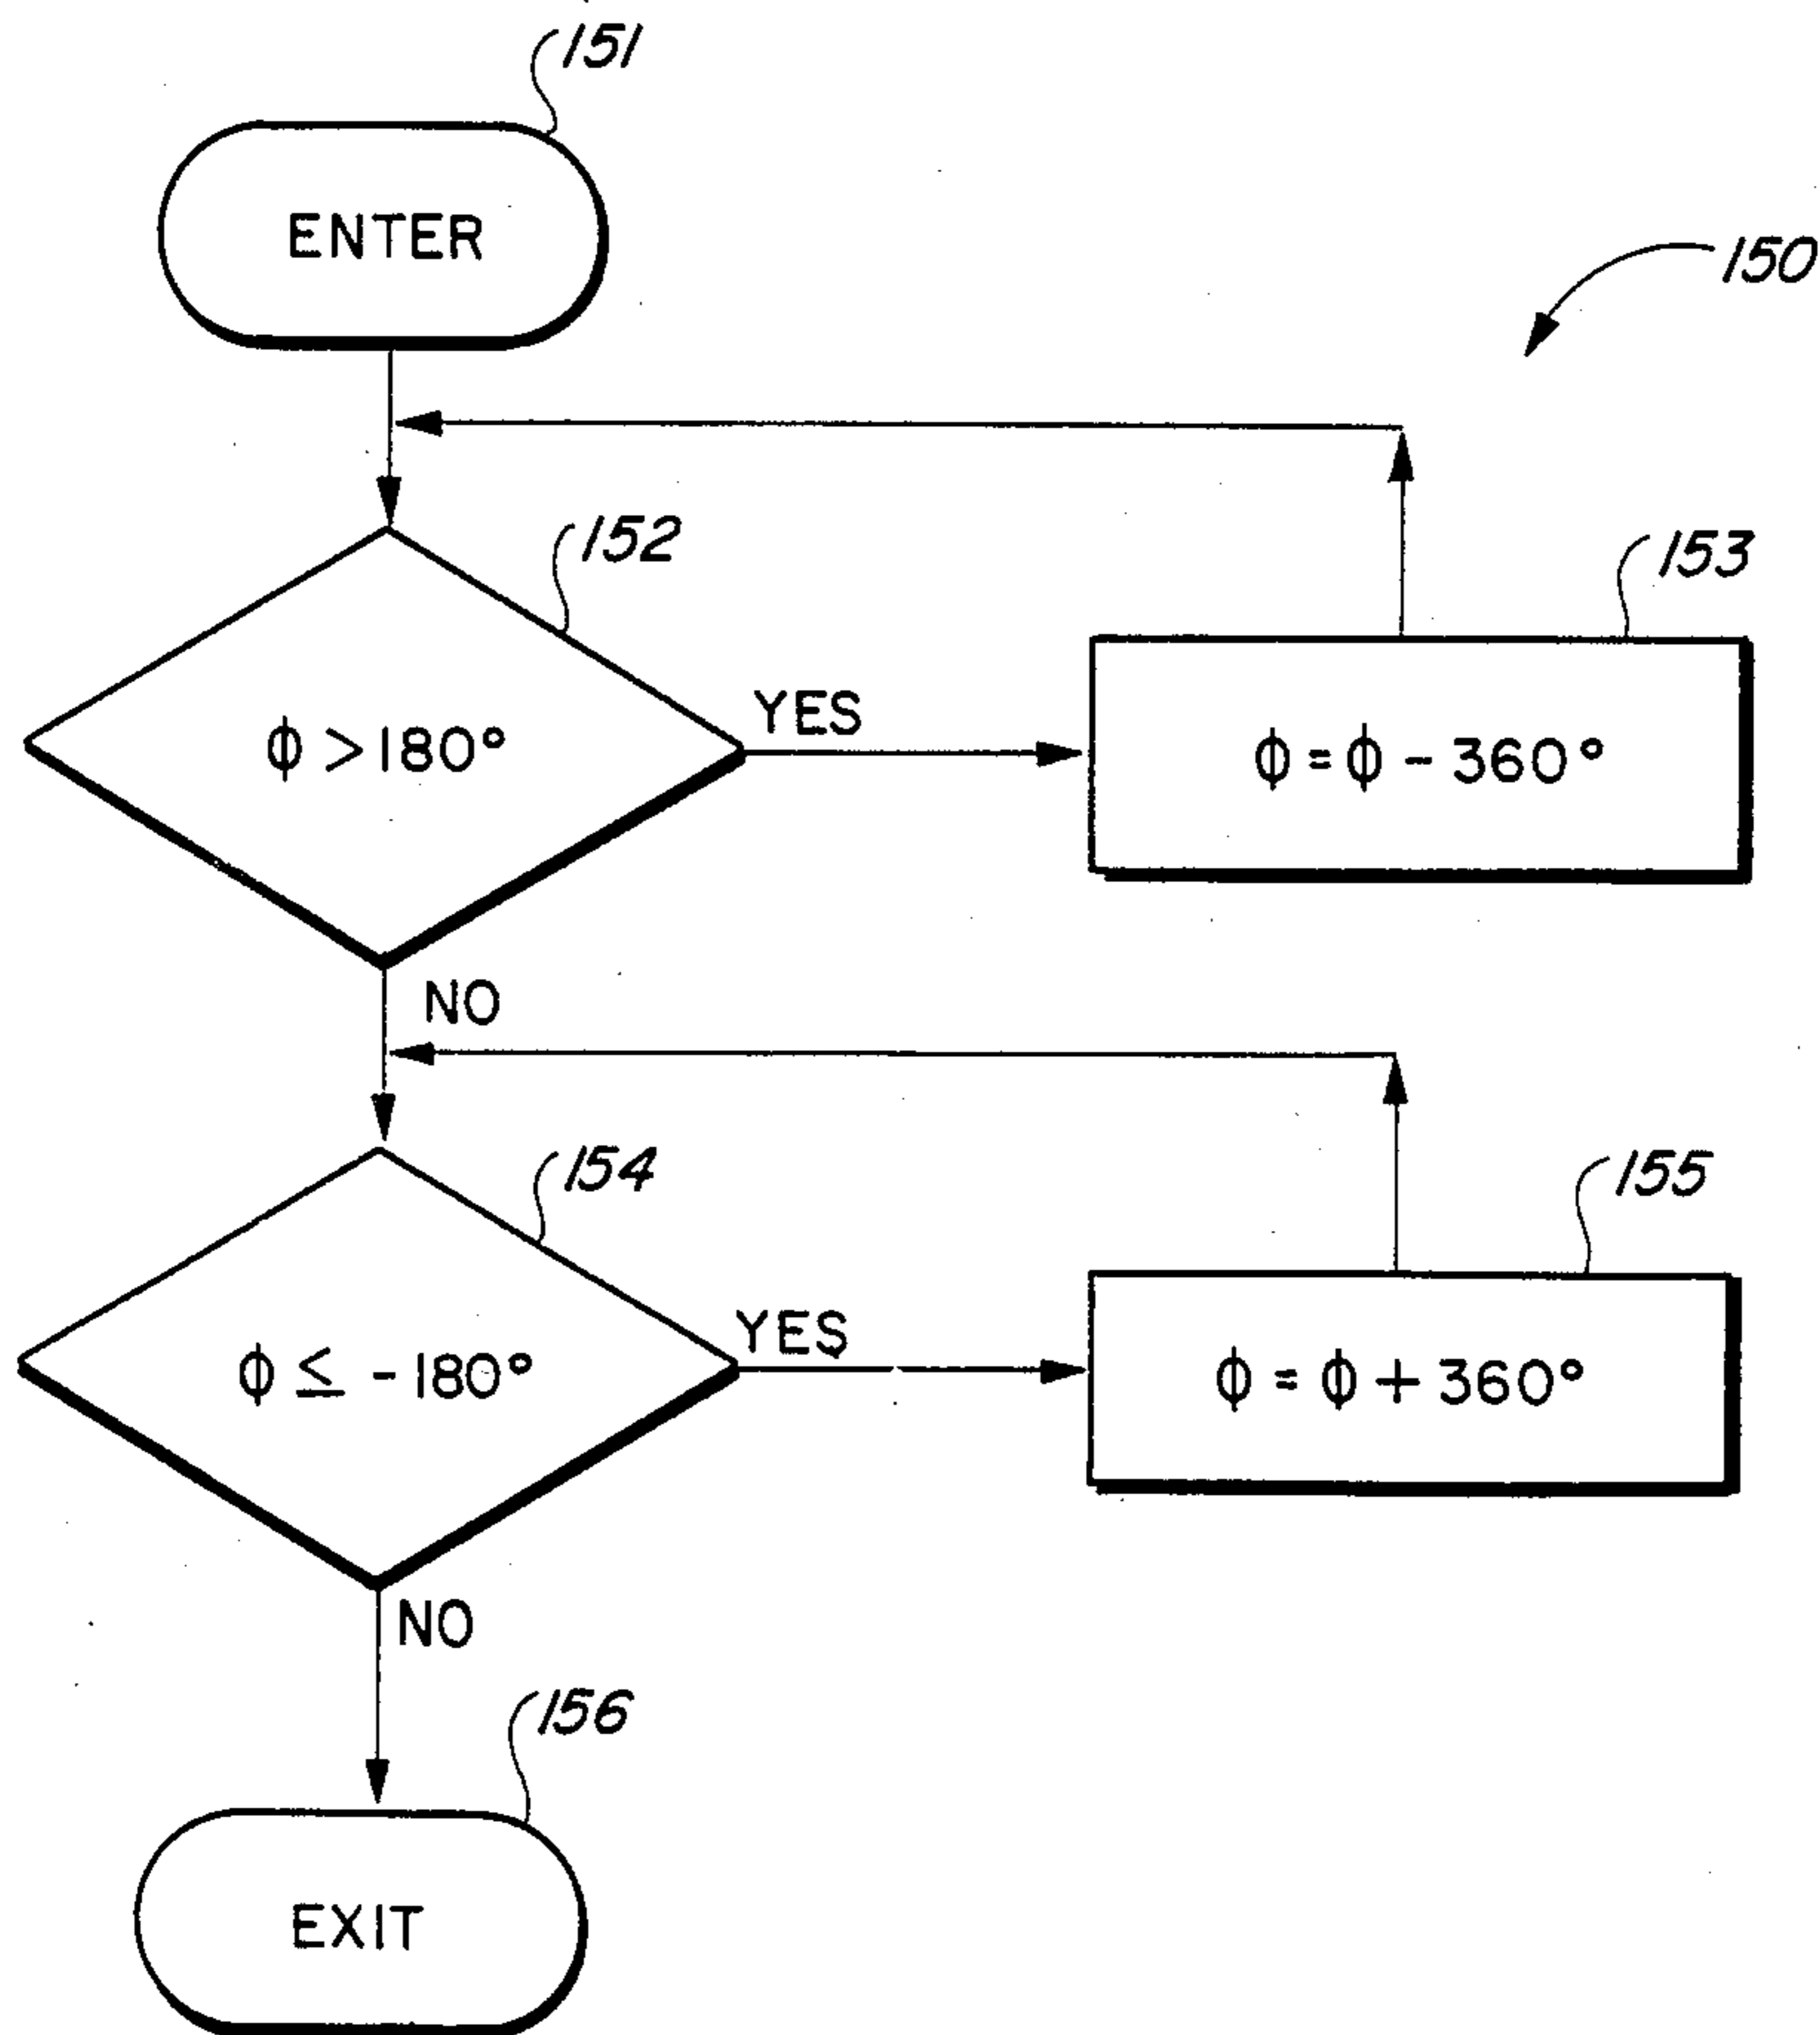 151
ENTER
150
152
153
YES
ϕ > 180°
ϕ = ϕ - 360°
NO
154
155
YES
ϕ ≤ -180°
ϕ = ϕ + 360°
NO
156
EXIT